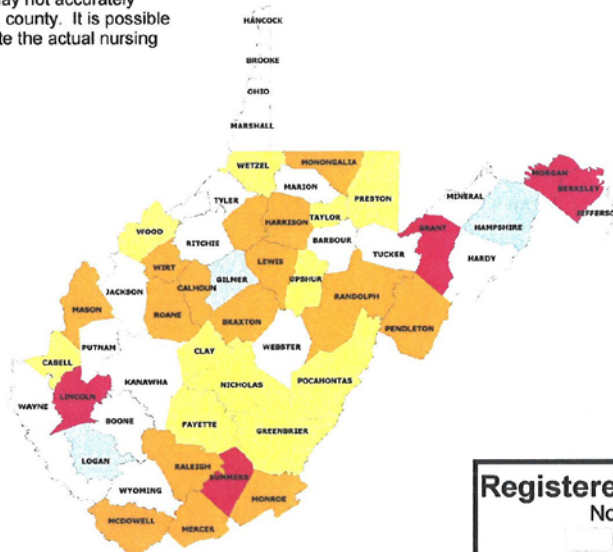 may not accurately
county. It is possible
te the actual nursing
HANCOCK
BROOKE
OHIO
MARSHALL
WETZEL
MONONGALIA
MARION
PRESTON
MORGAN
BERKELEY
JEFFERSO
MINERAL
HAMPSHIRE
TYLER
HARRISON
TAYLOR
WOOD
RITCHIE
BARBOUR
TUCKER
GRANT
HARDY
WIRT
LEWIS
GILMER
UPSHUR
CALHOUN
JACKSON
RANDOLPH
MASON
ROANE
BRAXTON
PENDLETON
PUTNAM
CLAY
WEBSTER
CABELL
KANAWHA
NICHOLAS
POCAHONTAS
LINCOLN
WAYNE
BOONE
FAYETTE
GREENBRIER
LOGAN
RALEIGH
SUMMERS
WYOMING
MONROE
MCDOWELL
MERCER
Registere
No